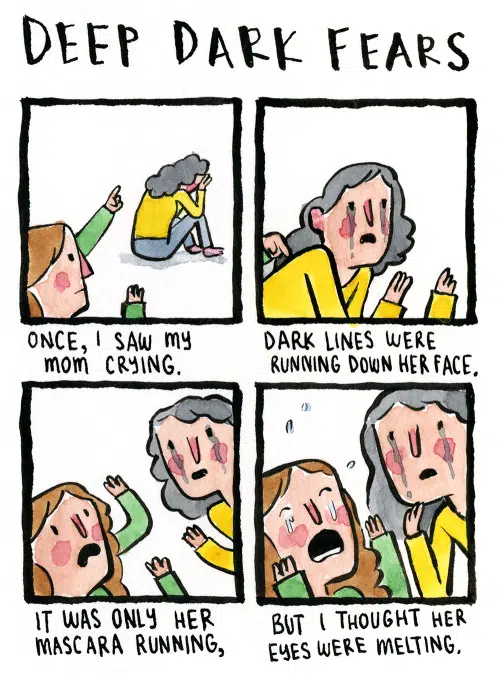 DEEP DARK FEARS
ONCE, I SAW MY
MOM CRYING.
DARK LINES WERE
RUNNING DOWN HER FACE.
IT WAS ONLY HER
MASCARA RUNNING,
BUT I THOUGHT HER
EYES WERE MELTING.